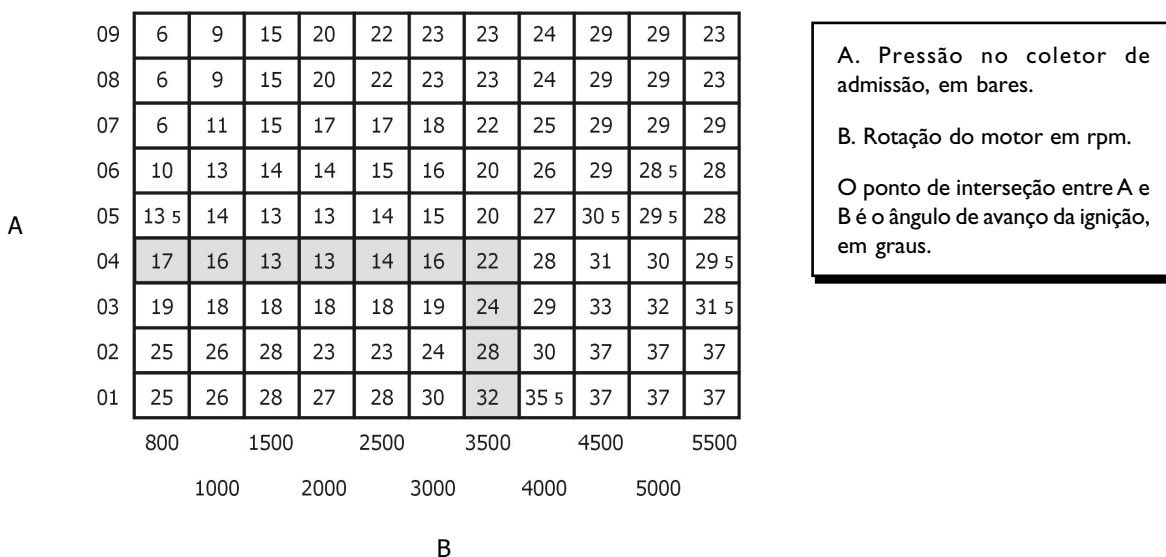 09 6 9 15 20 22 23 23 24 29 29 23
08 6 9 15 20 22 23 23 24 29 29 23
07 6 11 15 17 17 18 22 25 29 29 29
06 10 13 14 14 15 16 20 26 29 28 5 28
05 13 5 14 13 13 14 15 20 27 30 5 29 5 28
A
04 17 16 13 13 14 16 22 28 31 30 29 5
03 19 18 18 18 18 19 24 29 33 32 31 5
02 25 26 28 23 23 24 28 30 37 37 37
01 25 26 28 27 28 30 32 35 5 37 37 37
800 1500 2500 3500 4500 5500
1000 2000 3000 4000 5000
B
A. Pressão no coletor de
admissão, em bares.
B. Rotação do motor em rpm.
O ponto de interseção entre A e
B é o ângulo de avanço da ignição,
em graus.